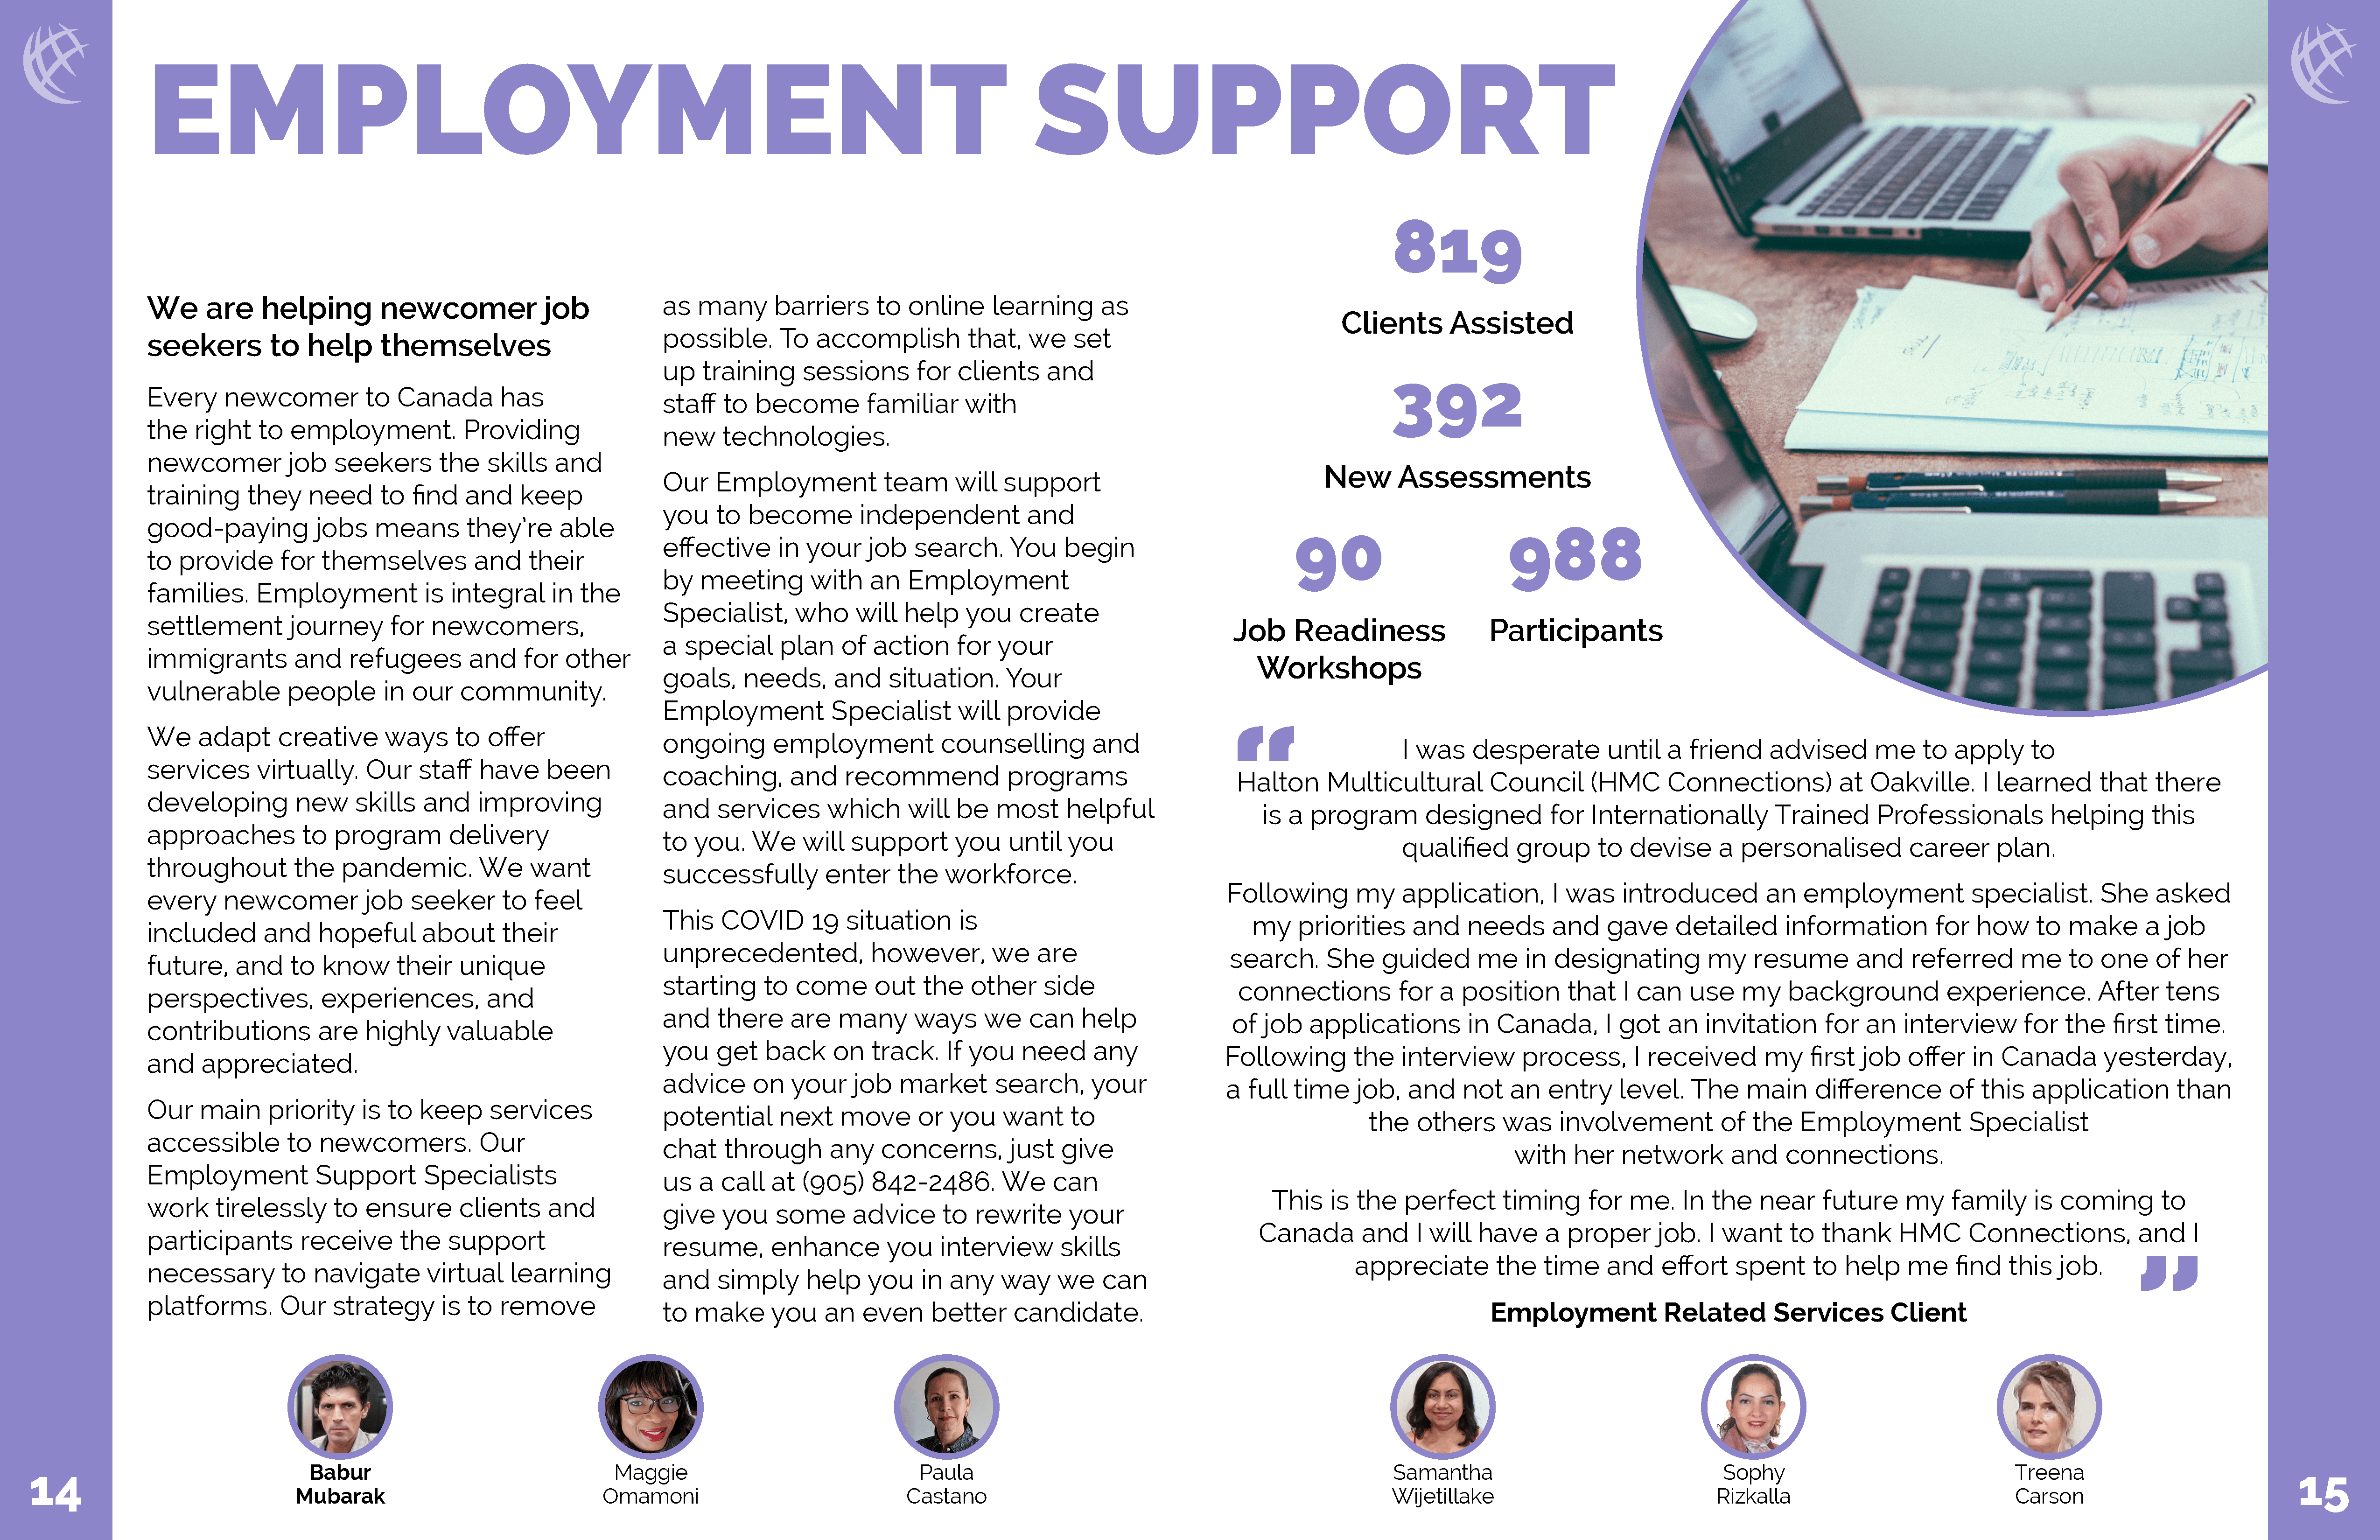 EMPLOYMENT SUPPORT
We are helping newcomer job
seekers to help themselves
Every newcomer to Canada has
the right to employment. Providing
newcomer job seekers the skills and
training they need to find and keep
good-paying jobs means they're able
to provide for themselves and their
families. Employment is integral in the
settlement journey for newcomers,
immigrants and refugees and for other
vulnerable people in our community.
We adapt creative ways to offer
services virtually. Our staff have been
developing new skills and improving
approaches to program delivery
throughout the pandemic. We want
every newcomer job seeker to feel
included and hopeful about their
future, and to know their unique
perspectives, experiences, and
contributions are highly valuable
and appreciated.
Our main priority is to keep services
accessible to newcomers. Our
Employment Support Specialists
work tirelessly to ensure clients and
participants receive the support
necessary to navigate virtual learning
platforms. Our strategy is to remove
as many barriers to online learning as
possible. To accomplish that, we set
up training sessions for clients and
staff to become familiar with
new technologies.
Our Employment team will support
you to become independent and
effective in your job search. You begin
by meeting with an Employment
Specialist, who will help you create
a special plan of action for your
goals, needs, and situation. Your
Employment Specialist will provide
ongoing employment counselling and
coaching, and recommend programs
and services which will be most helpful
to you. We will support you until you
successfully enter the workforce.
This COVID 19 situation is
unprecedented, however, we are
starting to come out the other side
and there are many ways we can help
you get back on track. If you need any
advice on your job market search, your
potential next move or you want to
chat through any concerns, just give
us a call at (905) 842-2486. We can
give you some advice to rewrite your
resume, enhance you interview skills
and simply help you in any way we can
to make you an even better candidate.
819
Clients Assisted
392
New Assessments
90
Job Readiness
Workshops
988
Participants
“ I was desperate until a friend advised me to apply to
Halton Multicultural Council (HMC Connections) at Oakville. I learned that there
is a program designed for Internationally Trained Professionals helping this
qualified group to devise a personalised career plan.
Following my application, I was introduced an employment specialist. She asked
my priorities and needs and gave detailed information for how to make a job
search. She guided me in designating my resume and referred me to one of her
connections for a position that I can use my background experience. After tens
of job applications in Canada, I got an invitation for an interview for the first time.
Following the interview process, I received my first job offer in Canada yesterday,
a full time job, and not an entry level. The main difference of this application than
the others was involvement of the Employment Specialist
with her network and connections.
This is the perfect timing for me. In the near future my family is coming to
Canada and I will have a proper job. I want to thank HMC Connections, and I
appreciate the time and effort spent to help me find this job. ”
Employment Related Services Client
Babur
Mubarak
Maggie
Omamoni
Paula
Castano
Samantha
Wijetillake
Sophy
Rizkalla
Treena
Carson
14
15